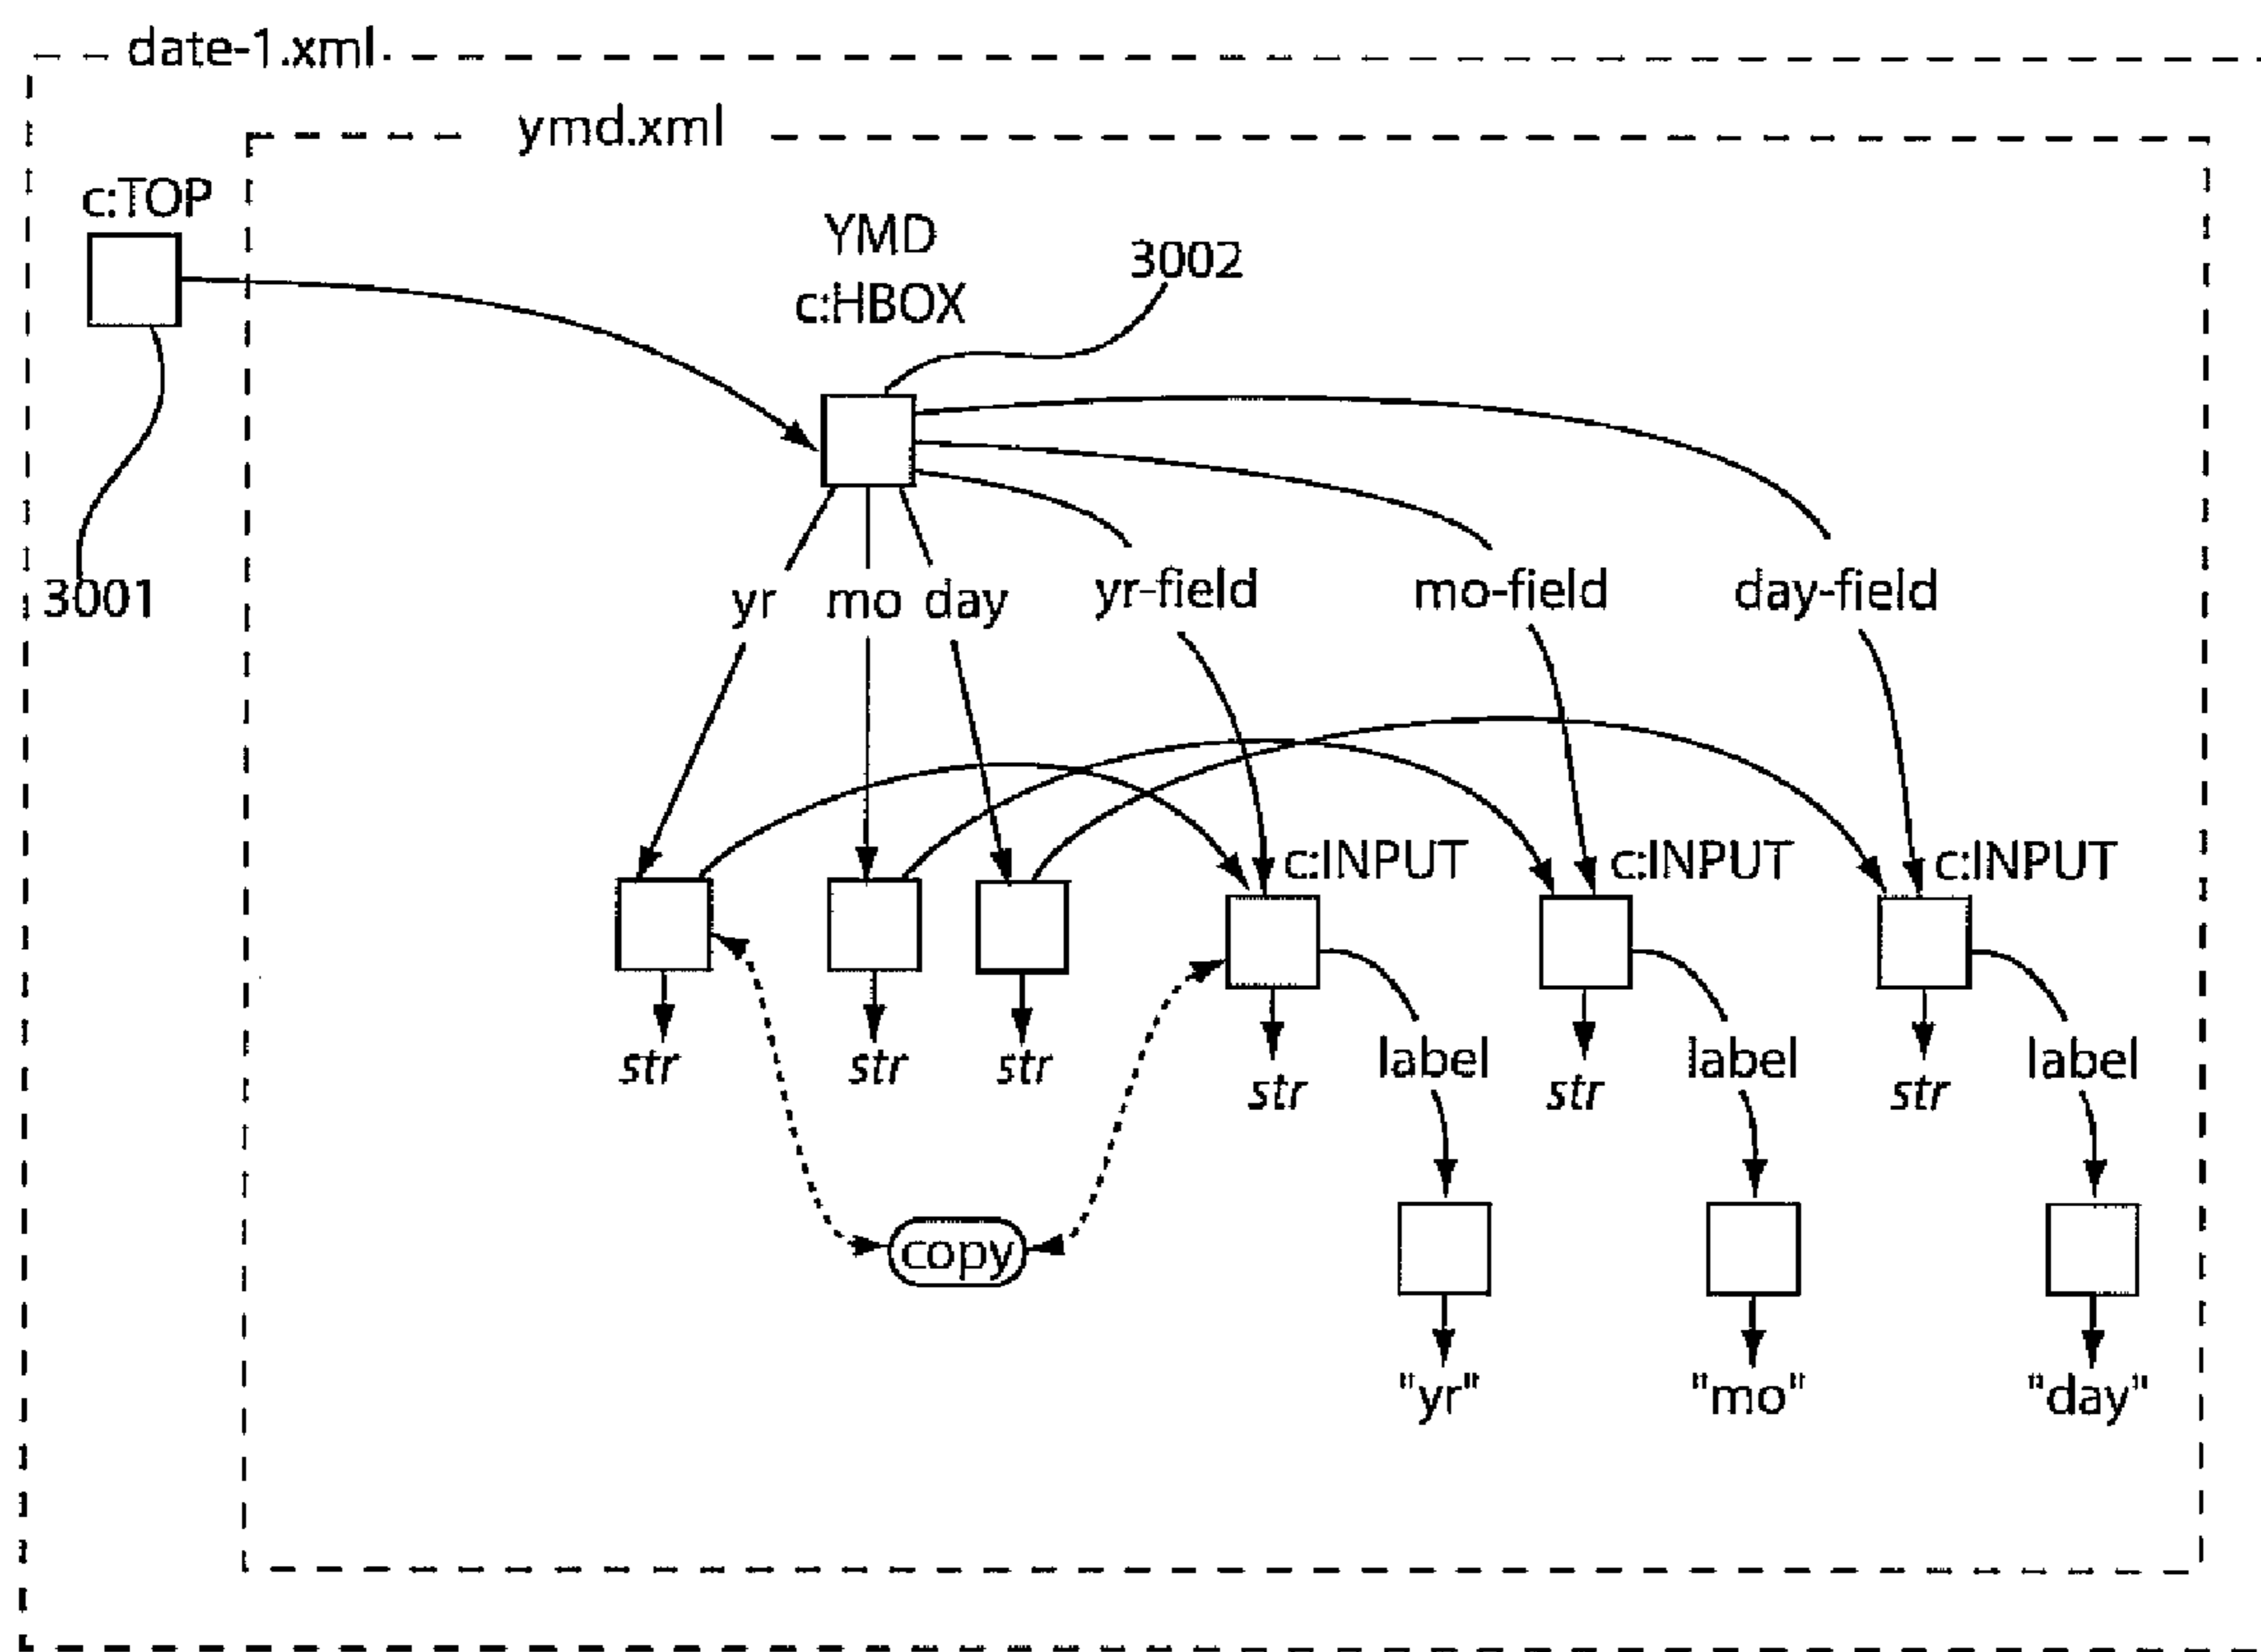 date-1.xml
ymd.xml
c:TOP
YMD
c:HBOX
3002
3001
yr mo day yr-field mo-field day-field
c:INPUT c:INPUT c:INPUT
str str str str label str label str label
copy
"yr" "mo" "day"